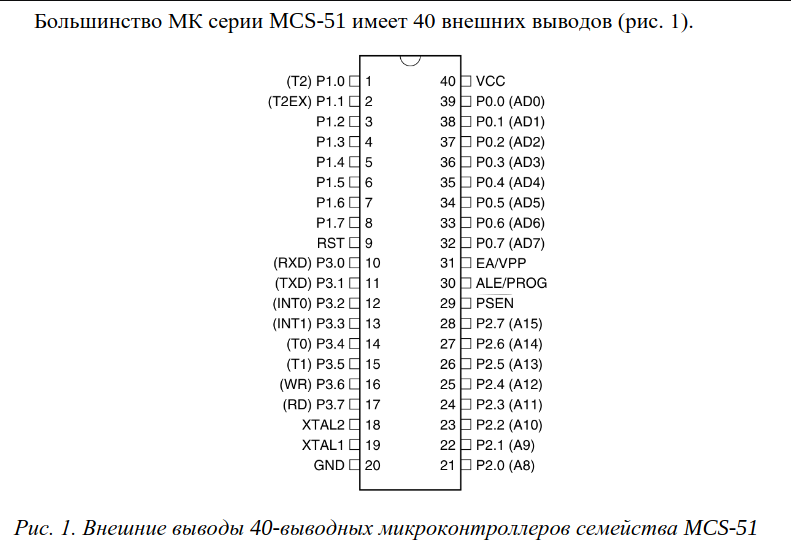 Большинство МК серии MCS-51 имеет 40 внешних выводов (рис. 1).
(T2) P1.0 1 40 VCC
(T2EX) P1.1 2 39 P0.0 (AD0)
P1.2 3 38 P0.1 (AD1)
P1.3 4 37 P0.2 (AD2)
P1.4 5 36 P0.3 (AD3)
P1.5 6 35 P0.4 (AD4)
P1.6 7 34 P0.5 (AD5)
P1.7 8 33 P0.6 (AD6)
RST 9 32 P0.7 (AD7)
(RXD) P3.0 10 31 EA/VPP
(TXD) P3.1 11 30 ALE/PROG
(INT0) P3.2 12 29 PSEN
(INT1) P3.3 13 28 P2.7 (A15)
(T0) P3.4 14 27 P2.6 (A14)
(T1) P3.5 15 26 P2.5 (A13)
(WR) P3.6 16 25 P2.4 (A12)
(RD) P3.7 17 24 P2.3 (A11)
XTAL2 18 23 P2.2 (A10)
XTAL1 19 22 P2.1 (A9)
GND 20 21 P2.0 (A8)
Рис. 1. Внешние выводы 40-выводных микроконтроллеров семейства MCS-51